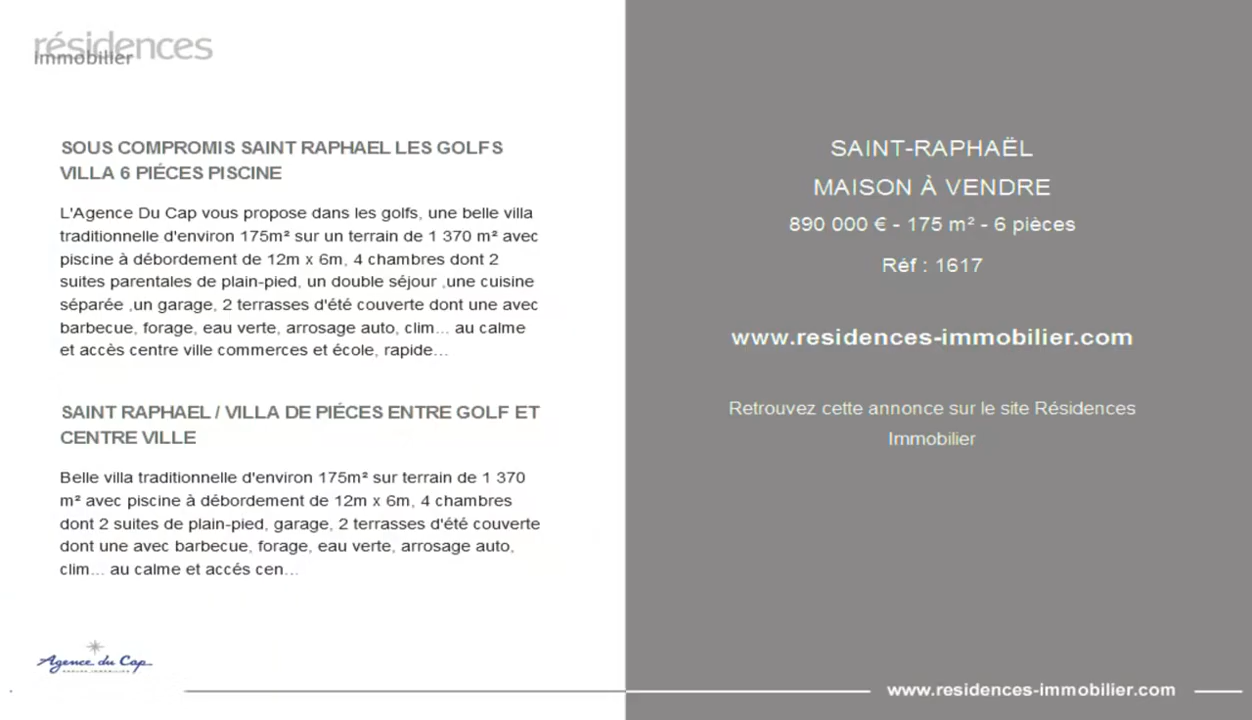 résidences
Immobilier
SOUS COMPROMIS SAINT RAPHAEL LES GOLFS
VILLA 6 PIÉCES PISCINE
L'Agence Du Cap vous propose dans les golfs, une belle villa
traditionnelle d'environ 175m² sur un terrain de 1 370 m² avec
piscine à débordement de 12m x 6m, 4 chambres dont 2
suites parentales de plain-pied, un double séjour ,une cuisine
séparée ,un garage, 2 terrasses d'été couverte dont une avec
barbecue, forage, eau verte, arrosage auto, clim... au calme
et accès centre ville commerces et école, rapide...
SAINT RAPHAEL / VILLA DE PIÉCES ENTRE GOLF ET
CENTRE VILLE
Belle villa traditionnelle d'environ 175m² sur terrain de 1 370
m² avec piscine à débordement de 12m x 6m, 4 chambres
dont 2 suites de plain-pied, garage, 2 terrasses d'été couverte
dont une avec barbecue, forage, eau verte, arrosage auto,
clim... au calme et accés cen...
Agence du Cap
SAINT-RAPHAËL
MAISON À VENDRE
890 000 € - 175 m² - 6 pièces
Réf : 1617
www.residences-immobilier.com
Retrouvez cette annonce sur le site Résidences
Immobilier
www.residences-immobilier.com